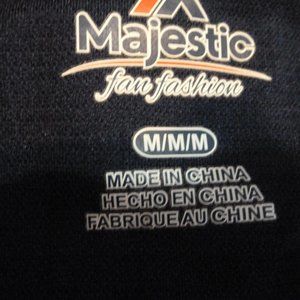 Majestic
fan fashion
M/M/M
MADE IN CHINA
HECHO EN CHINA
FABRIQUE AU CHINE